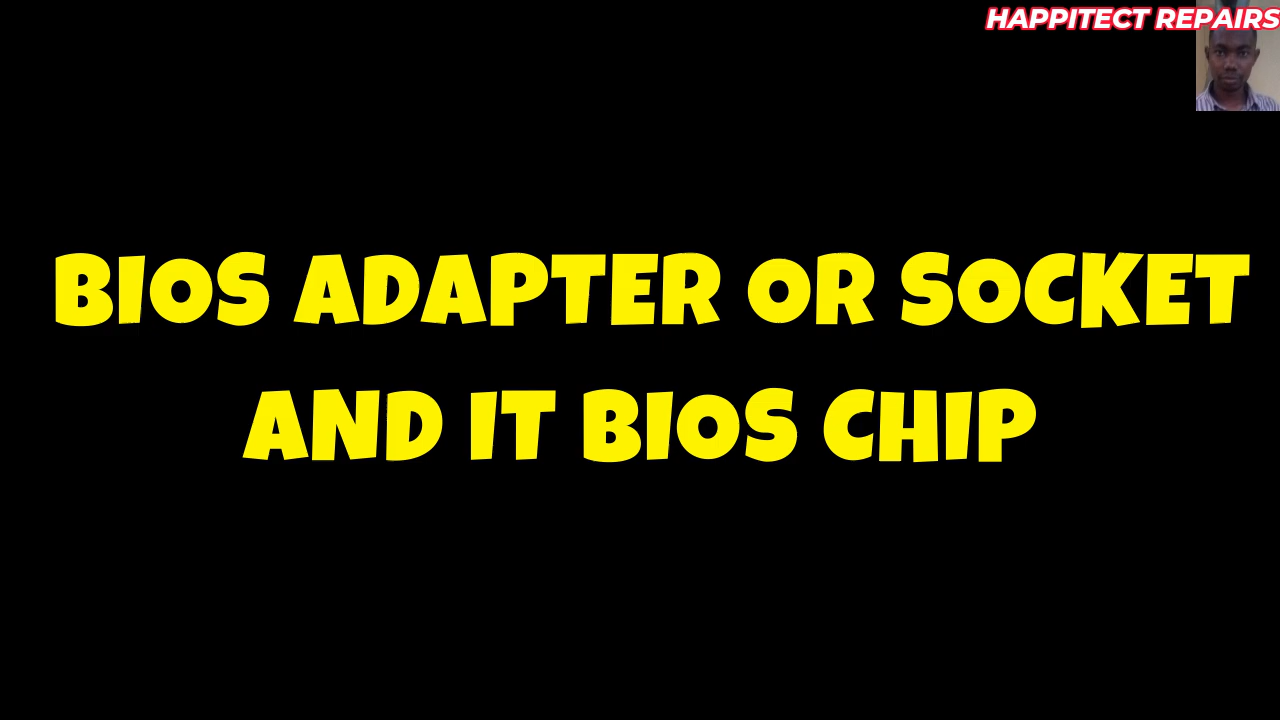 HAPPITECT REPAIRS
BIOS ADAPTER OR SOCKET
AND IT BIOS CHIP